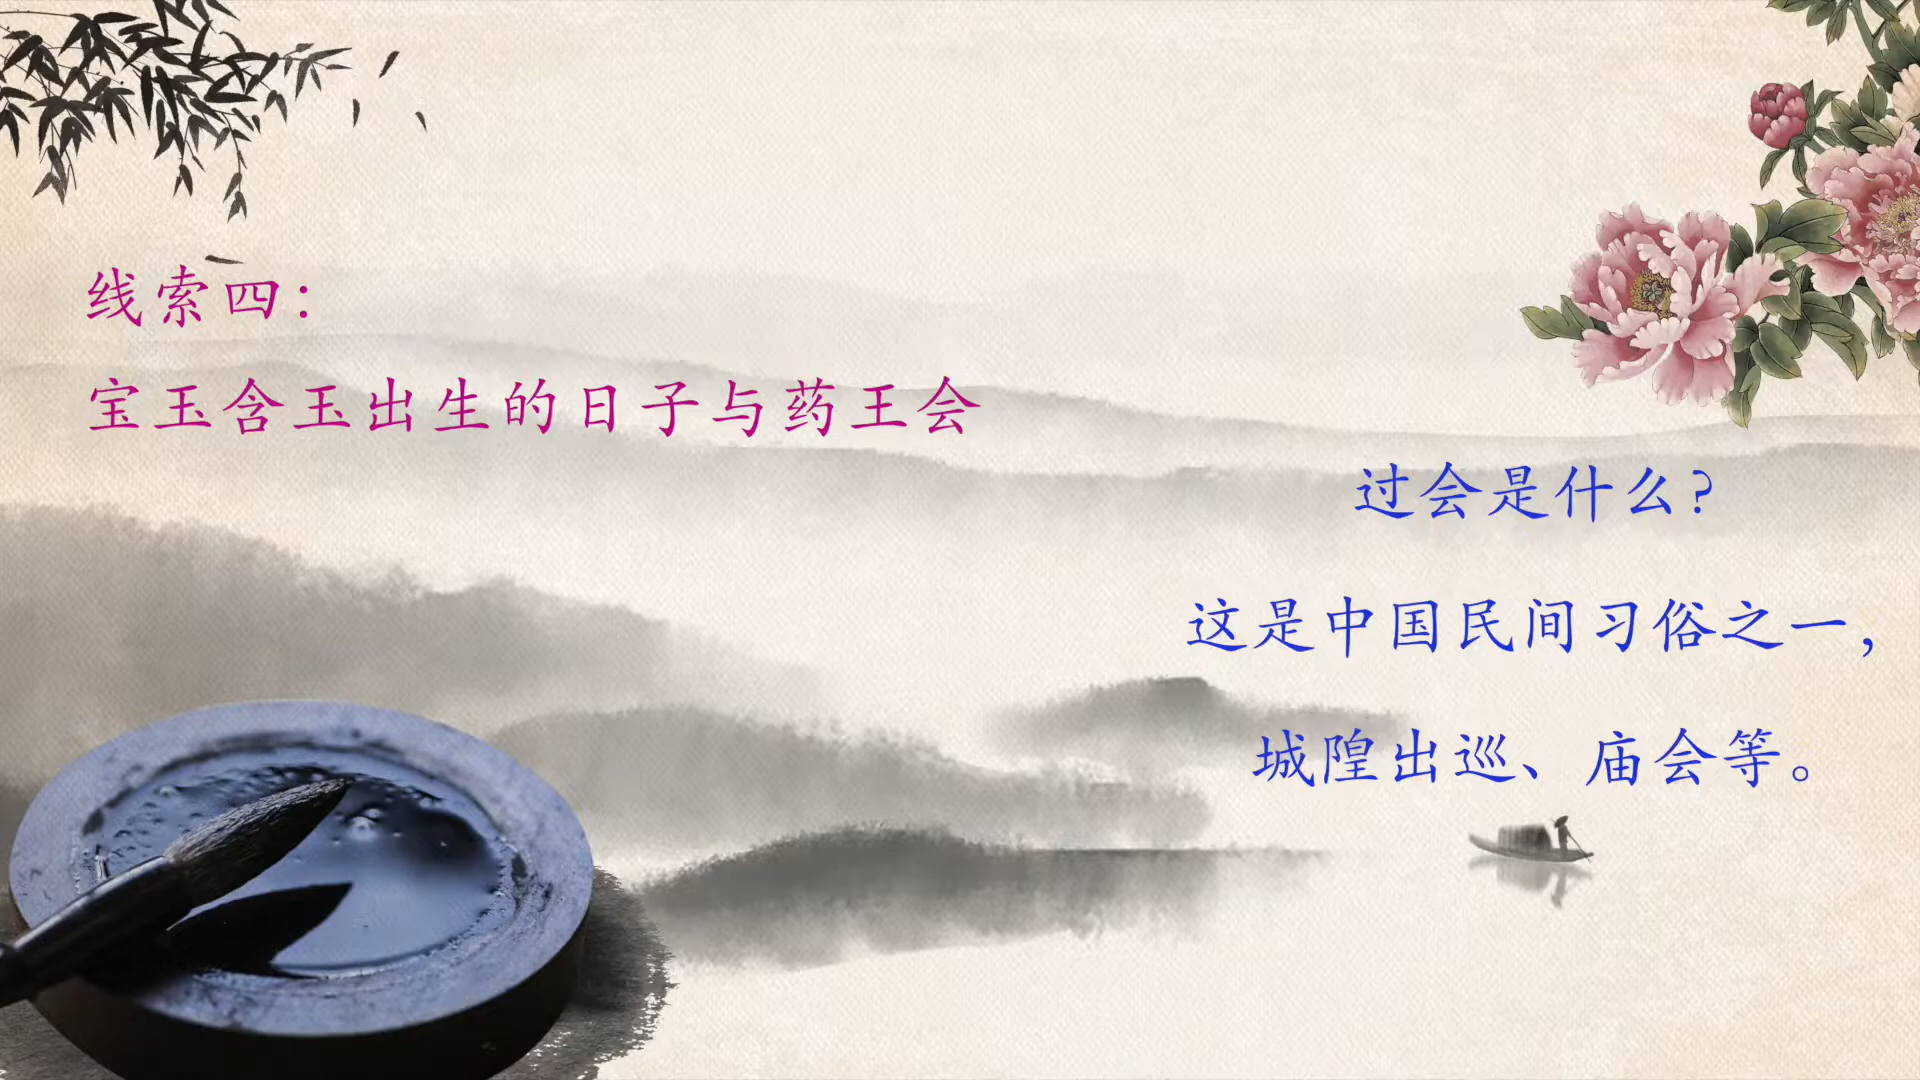 线索四：
宝玉含玉出生的日子与药王会
过会是什么？
这是中国民间习俗之一，
城隍出巡、庙会等。